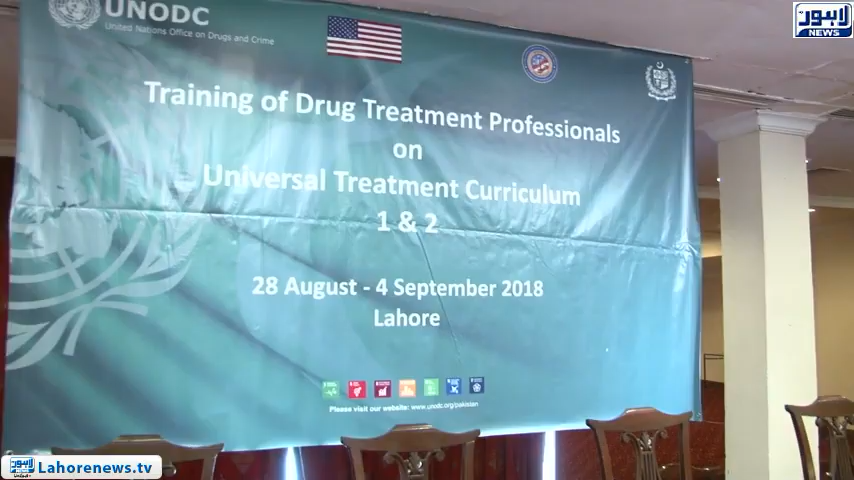 UNODC
United Nations Office on Drugs and Crime
لاہور
NEWS
Training of Drug Treatment Professionals
on
Universal Treatment Curriculum
1 & 2
28 August - 4 September 2018
Lahore
Please visit our website: www.unodc.org/pakistan
Lahorenews.tv